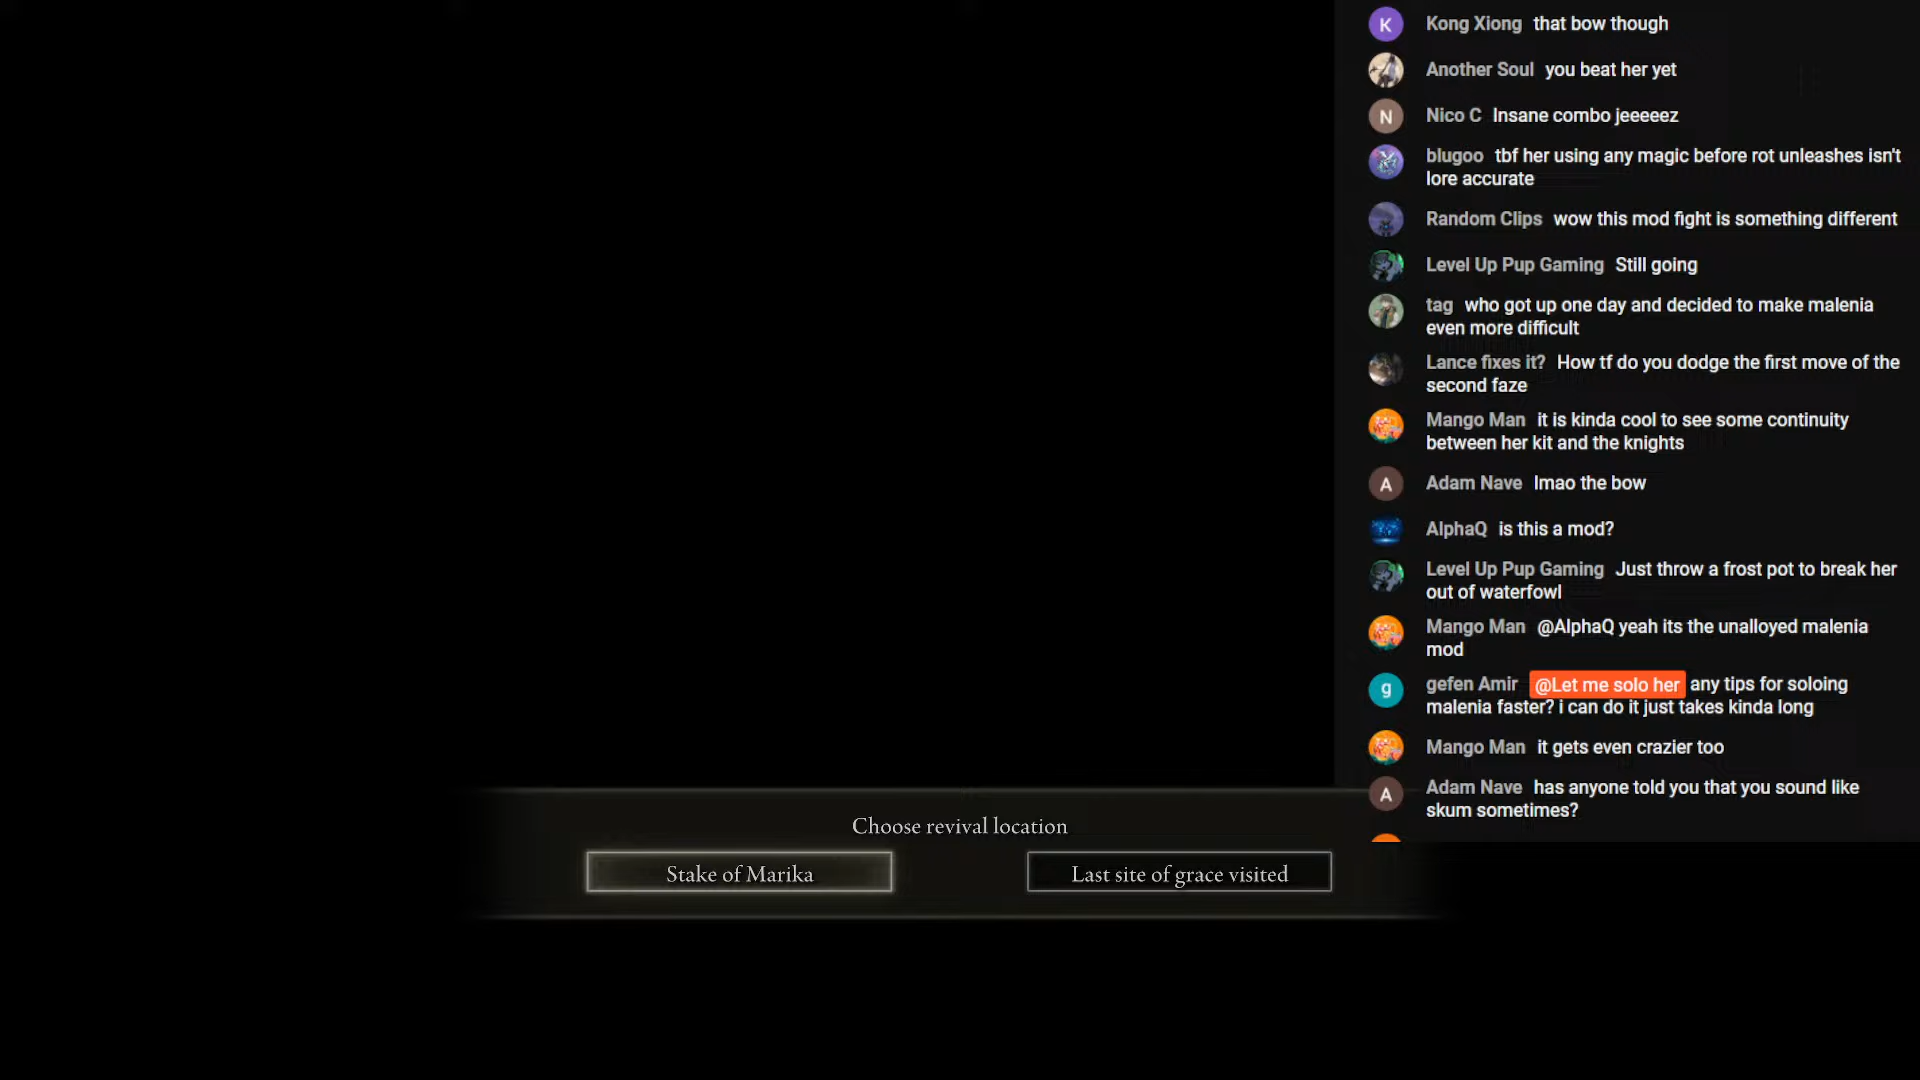 K Kong Xiong that bow though
Another Soul you beat her yet
N Nico C Insane combo jeeeeez
blugoo tbf her using any magic before rot unleashes isn't
lore accurate
Random Clips wow this mod fight is something different
Level Up Pup Gaming Still going
tag who got up one day and decided to make malenia
even more difficult
Lance fixes it? How tf do you dodge the first move of the
second faze
Mango Man it is kinda cool to see some continuity
between her kit and the knights
A Adam Nave lmao the bow
AlphaQ is this a mod?
Level Up Pup Gaming Just throw a frost pot to break her
out of waterfowl
Mango Man @AlphaQ yeah its the unalloyed malenia
mod
g gefen Amir @Let me solo her any tips for soloing
malenia faster? i can do it just takes kinda long
Mango Man it gets even crazier too
A Adam Nave has anyone told you that you sound like
skum sometimes?
Choose revival location
Stake of Marika
Last site of grace visited